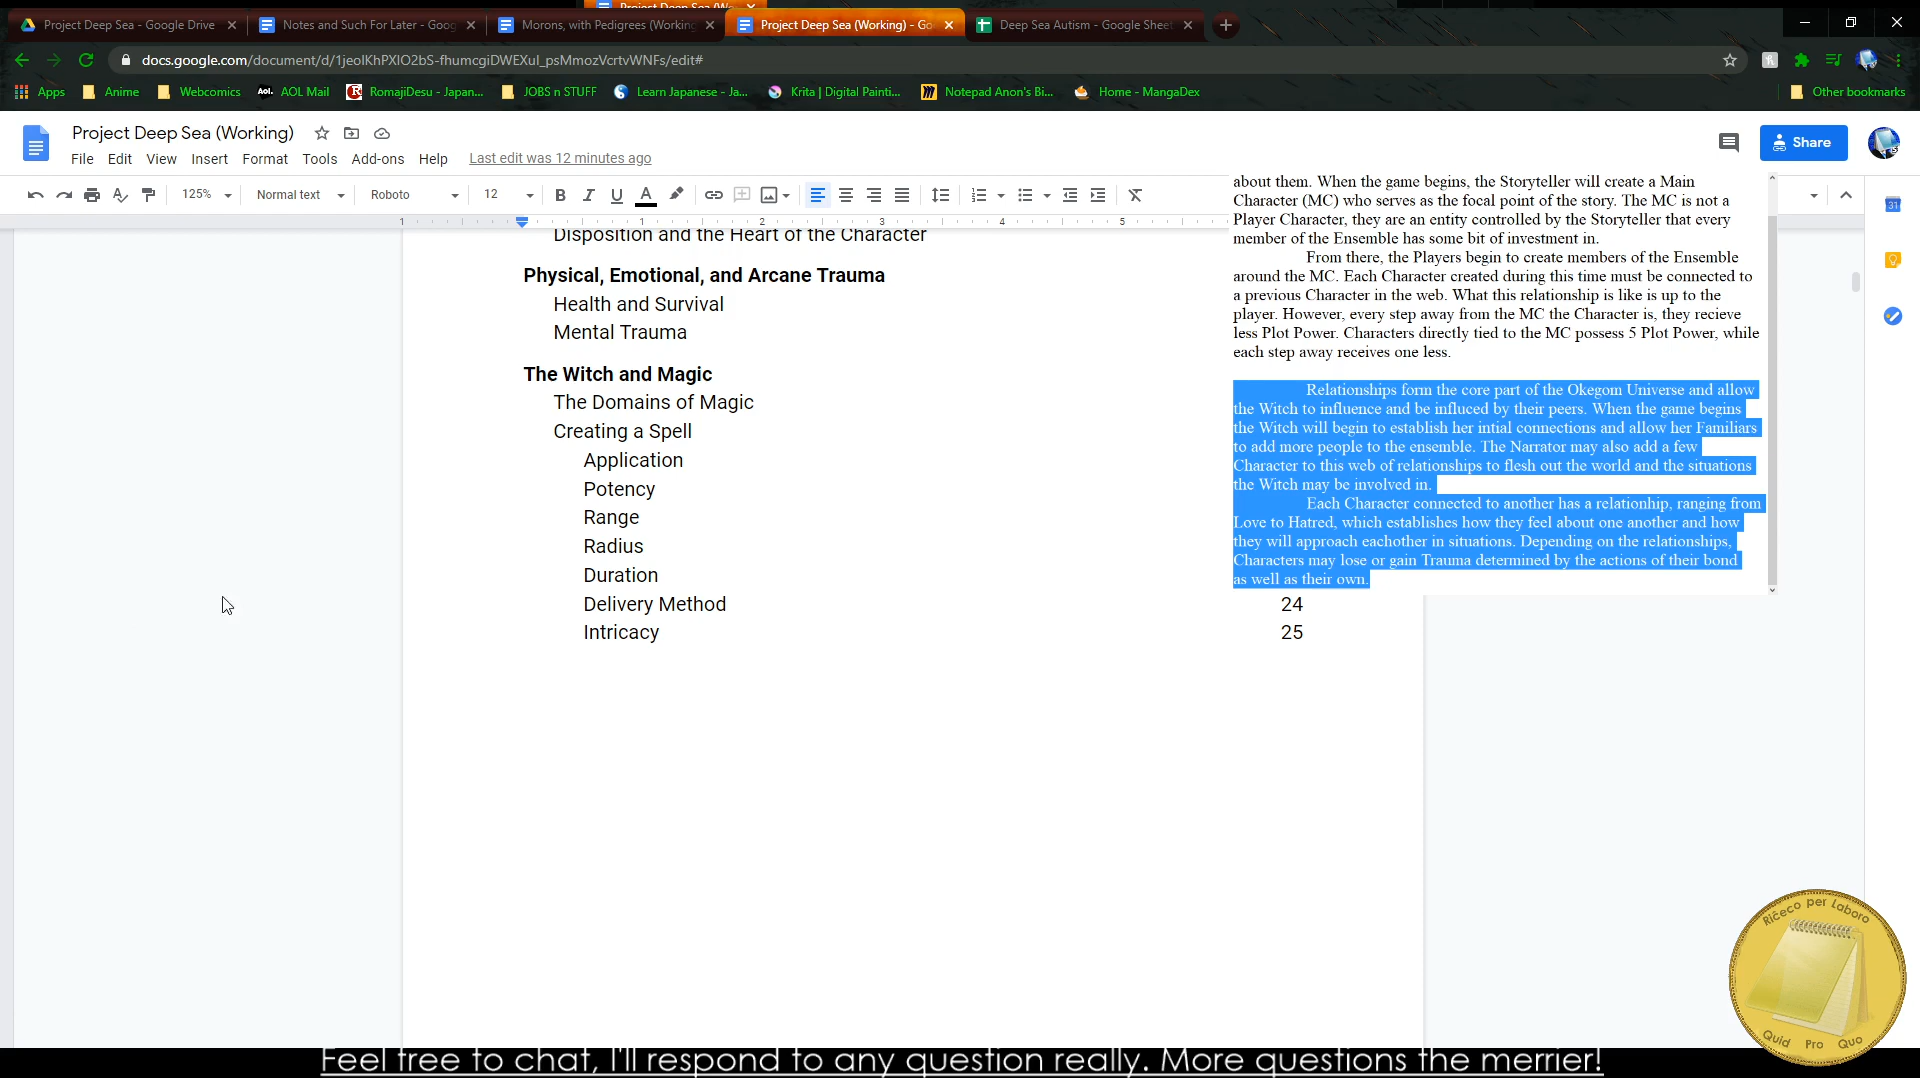 Project Deep Sea (W
Project Deep Sea - Google Drive
Notes and Such For Later - Goog
Morons, with Pedigrees (Working
Project Deep Sea (Working) - Go
Deep Sea Autism - Google Sheet
docs.google.com/document/d/1jeolKhPXIO2bS-fhumcgiDWEXul_psMmozVcrtvWNFs/edit#
Apps
Anime
Webcomics
Aol.
AOL Mail
RomajiDesu - Japan...
JOBS n STUFF
Learn Japanese - Ja...
Krita | Digital Painti...
Notepad Anon's Bi...
Home - MangaDex
Other bookmarks
Project Deep Sea (Working)
File Edit View Insert Format Tools Add-ons Help
Last edit was 12 minutes ago
Share
125%
Normal text
Roboto
12
B I U A
1 1 2 3 4 5
31
Disposition and the Heart of the Character
Physical, Emotional, and Arcane Trauma
Health and Survival
Mental Trauma
The Witch and Magic
The Domains of Magic
Creating a Spell
Application
Potency
Range
Radius
Duration
Delivery Method 24
Intricacy 25
about them. When the game begins, the Storyteller will create a Main
Character (MC) who serves as the focal point of the story. The MC is not a
Player Character, they are an entity controlled by the Storyteller that every
member of the Ensemble has some bit of investment in.
From there, the Players begin to create members of the Ensemble
around the MC. Each Character created during this time must be connected to
a previous Character in the web. What this relationship is like is up to the
player. However, every step away from the MC the Character is, they recieve
less Plot Power. Characters directly tied to the MC possess 5 Plot Power, while
each step away receives one less.
Relationships form the core part of the Okegom Universe and allow
the Witch to influence and be influced by their peers. When the game begins
the Witch will begin to establish her intial connections and allow her Familiars
to add more people to the ensemble. The Narrator may also add a few
Character to this web of relationships to flesh out the world and the situations
the Witch may be involved in.
Each Character connected to another has a relationhip, ranging from
Love to Hatred, which establishes how they feel about one another and how
they will approach eachother in situations. Depending on the relationships,
Characters may lose or gain Trauma determined by the actions of their bond
as well as their own.
Riceco per Laboro
Quid Pro Quo
Feel free to chat, I'll respond to any question really. More questions the merrier!